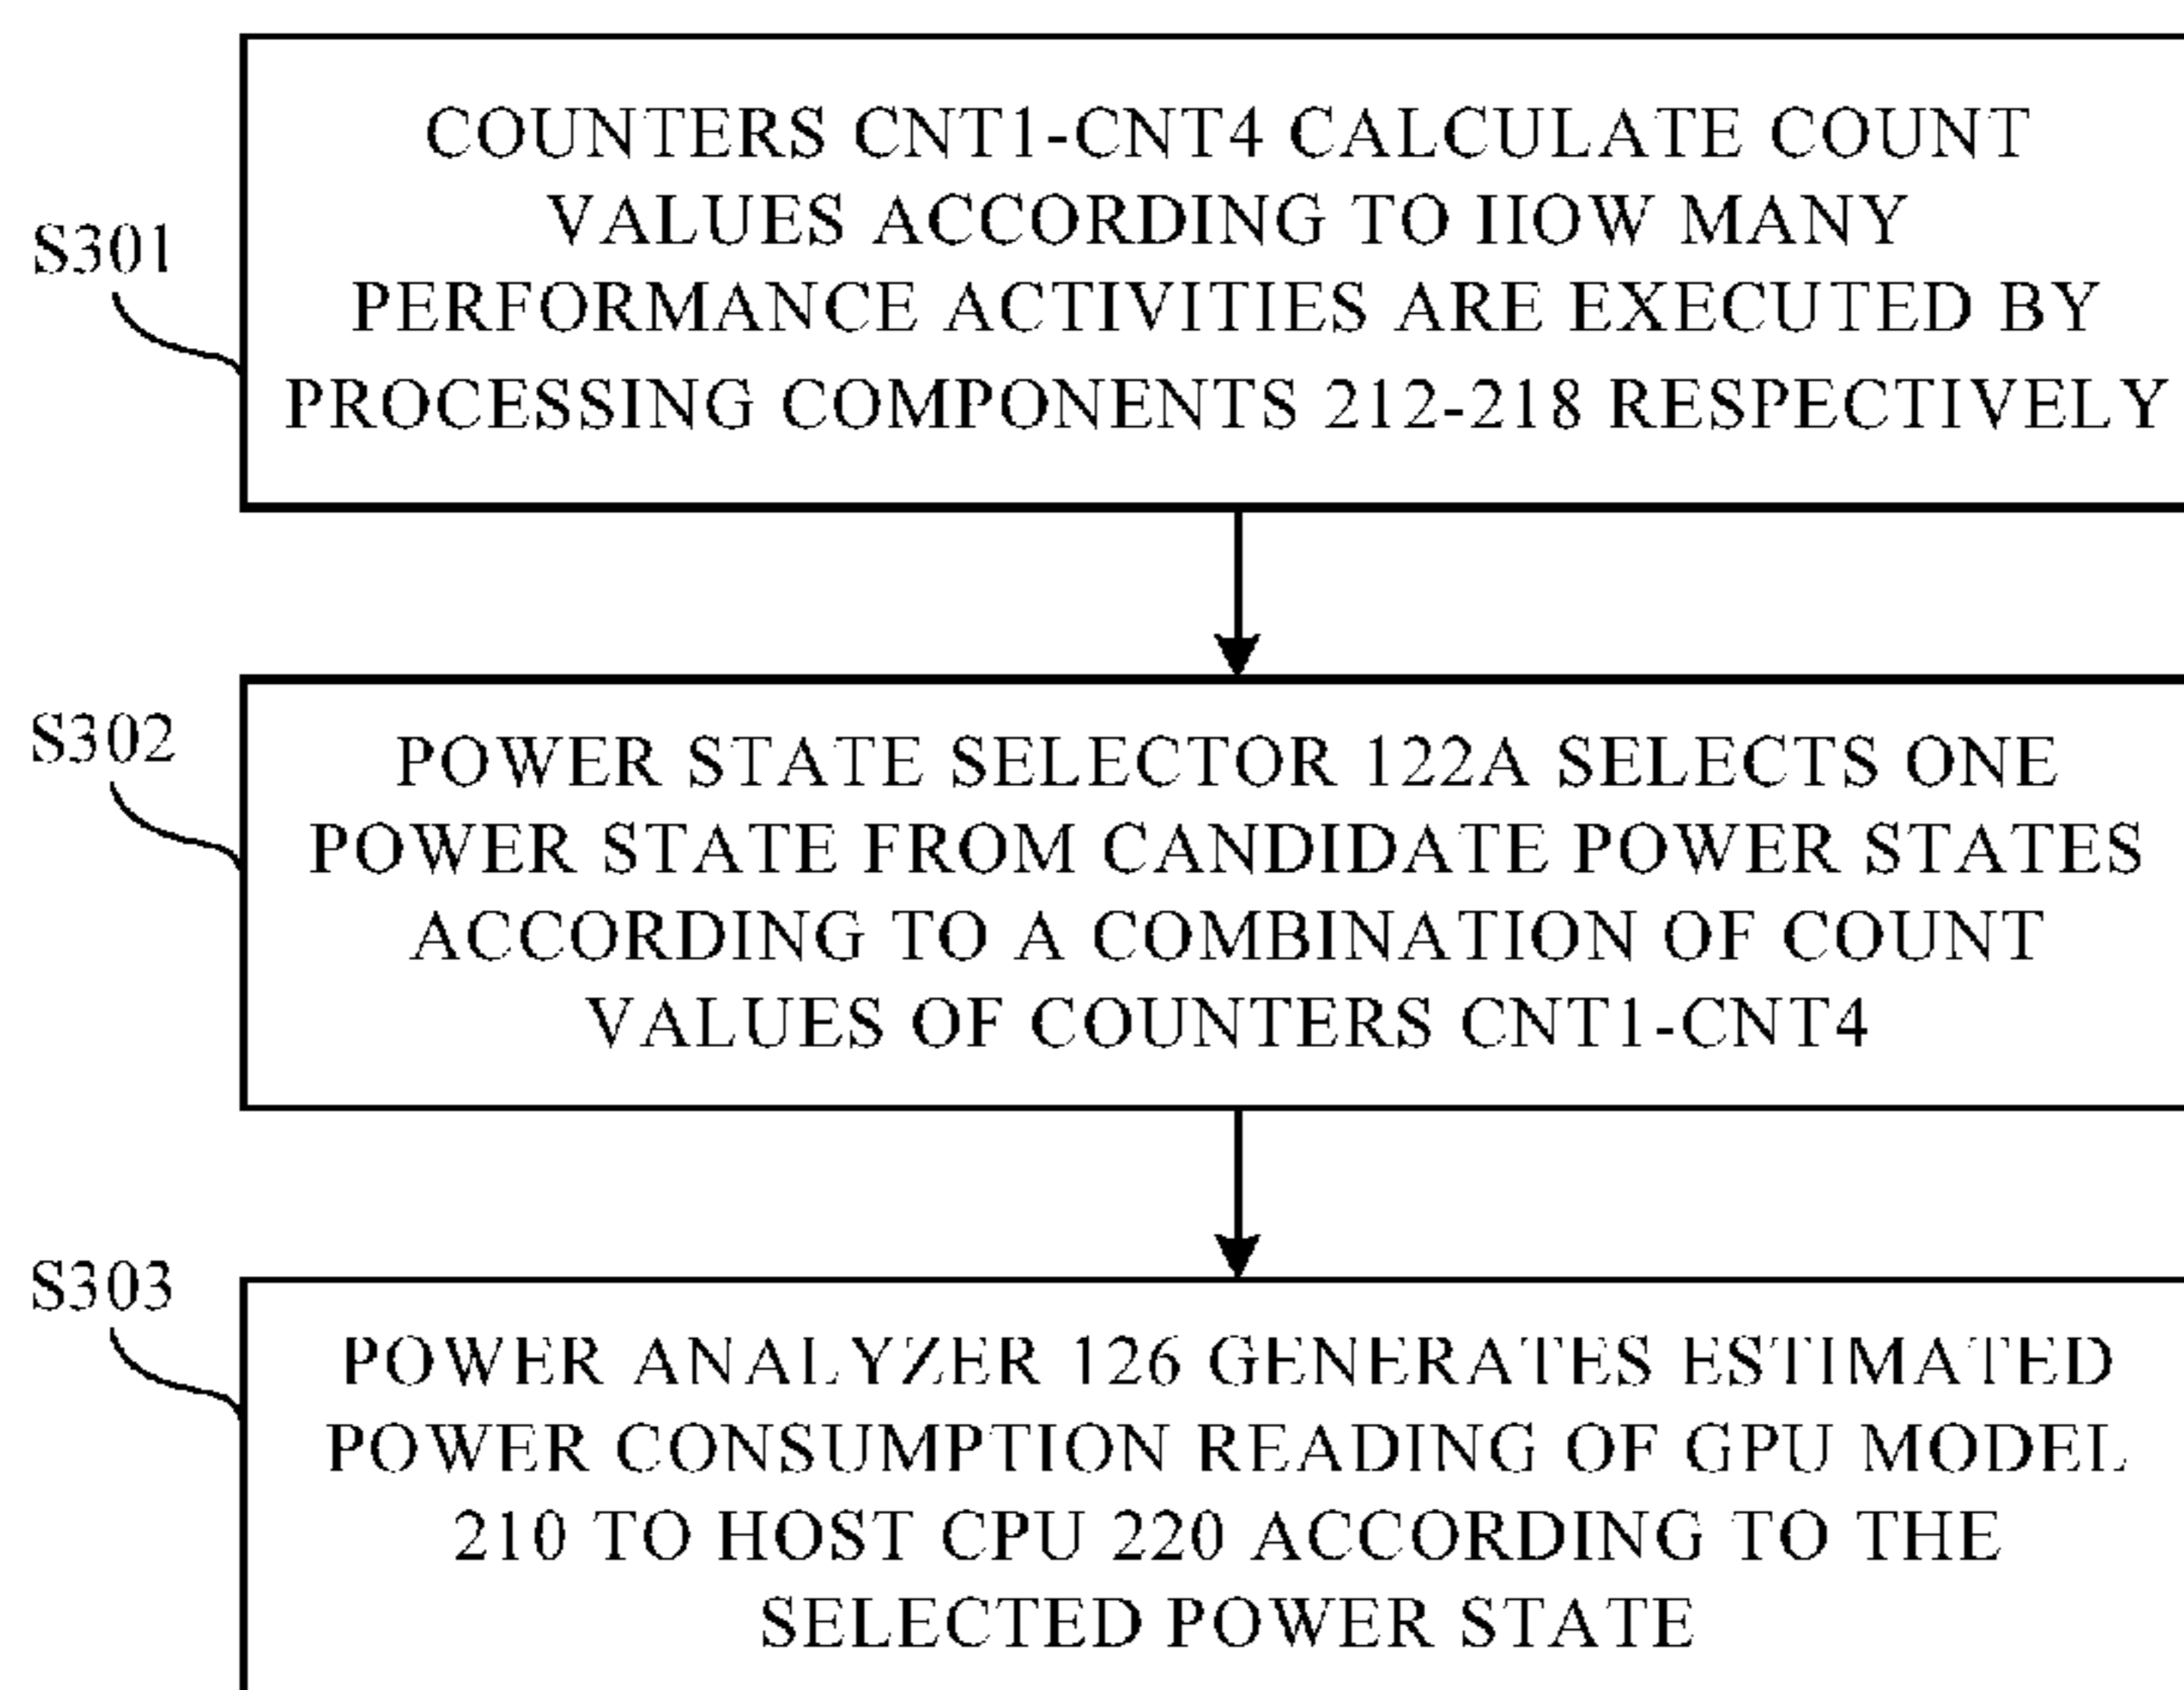 COUNTERS CNT1-CNT4 CALCULATE COUNT
VALUES ACCORDING TO HOW MANY
PERFORMANCE ACTIVITIES ARE EXECUTED BY
PROCESSING COMPONENTS 212-218 RESPECTIVELY
S301
POWER STATE SELECTOR 122A SELECTS ONE
POWER STATE FROM CANDIDATE POWER STATES
ACCORDING TO A COMBINATION OF COUNT
VALUES OF COUNTERS CNT1-CNT4
S302
POWER ANALYZER 126 GENERATES ESTIMATED
POWER CONSUMPTION READING OF GPU MODEL
210 TO HOST CPU 220 ACCORDING TO THE
SELECTED POWER STATE
S303